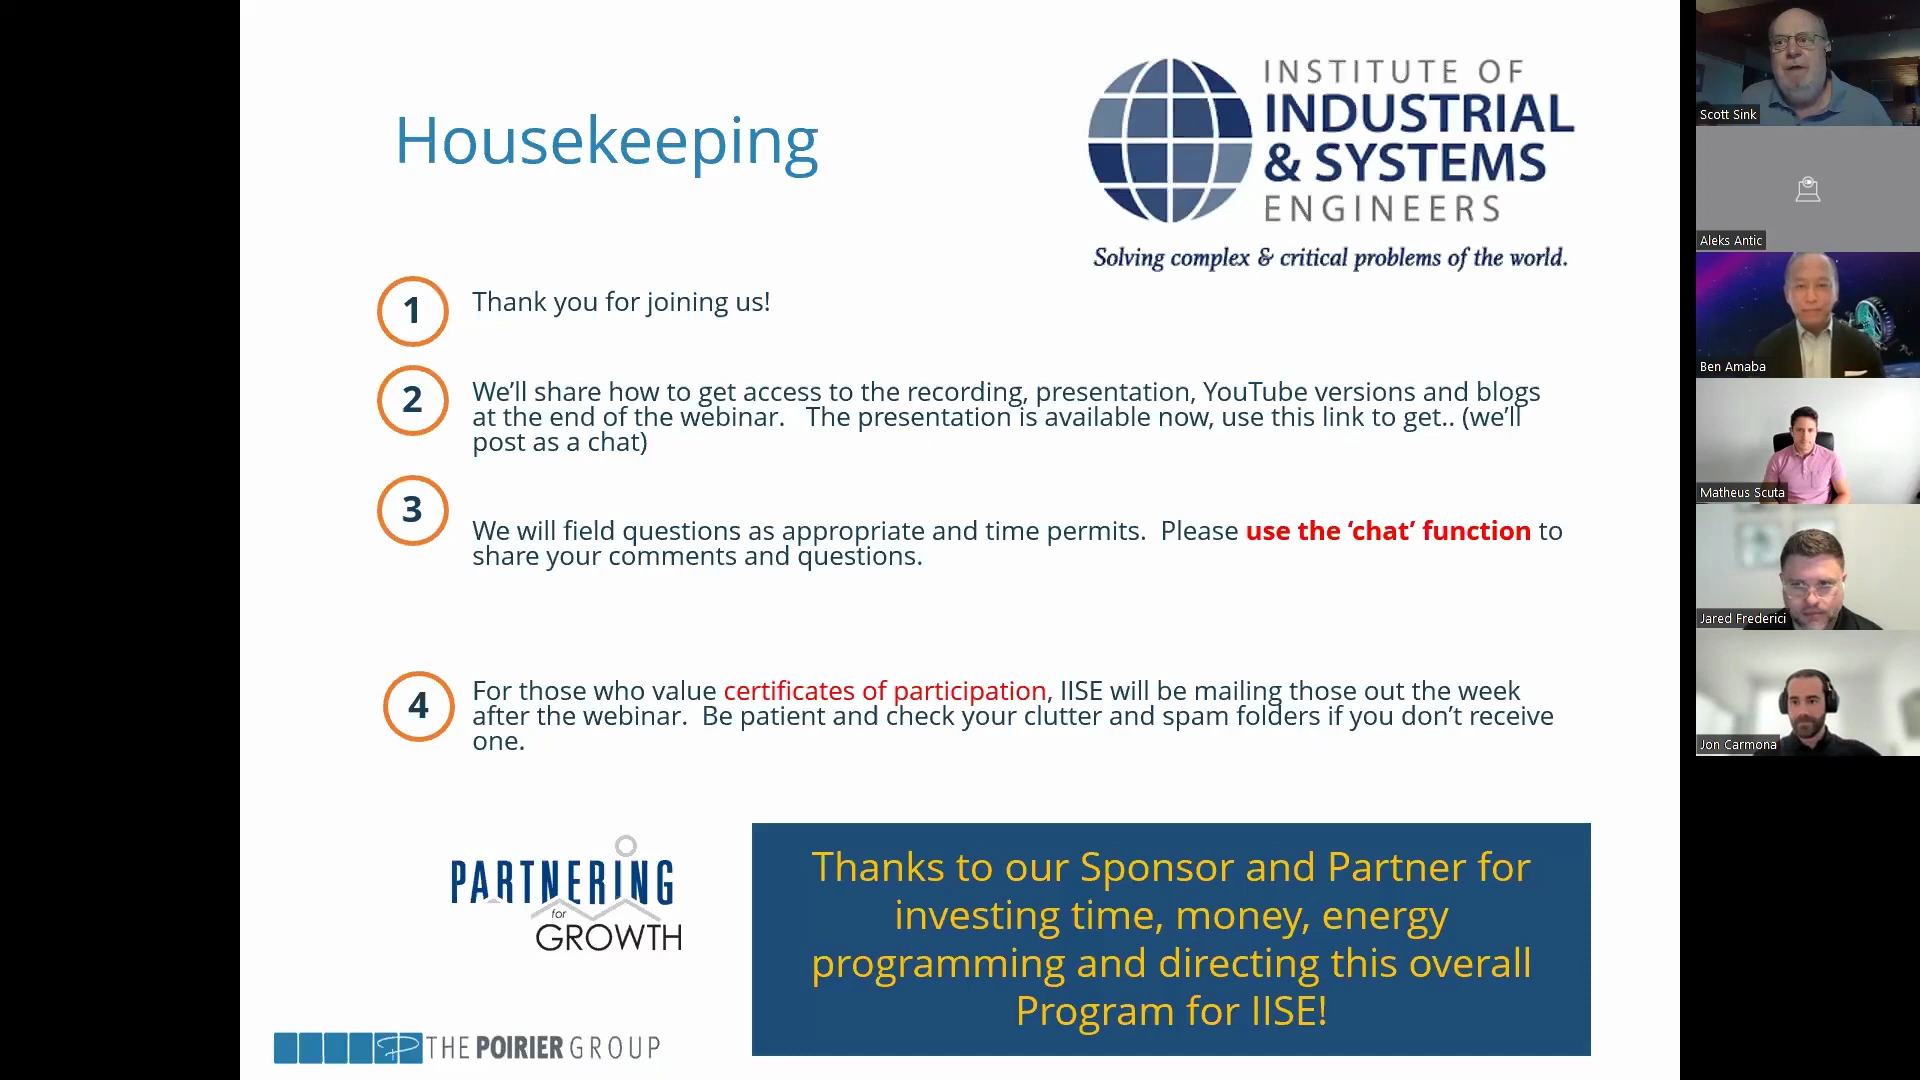 Housekeeping
INSTITUTE OF
INDUSTRIAL
& SYSTEMS
ENGINEERS
Solving complex & critical problems of the world.
1
Thank you for joining us!
2
We’ll share how to get access to the recording, presentation, YouTube versions and blogs
at the end of the webinar.   The presentation is available now, use this link to get.. (we’ll
post as a chat)
3
We will field questions as appropriate and time permits.  Please use the ‘chat’ function to
share your comments and questions.
4
For those who value certificates of participation, IISE will be mailing those out the week
after the webinar.  Be patient and check your clutter and spam folders if you don’t receive
one.
PARTNERING
for
GROWTH
THE POIRIER GROUP
Thanks to our Sponsor and Partner for
investing time, money, energy
programming and directing this overall
Program for IISE!
Scott Sink
Aleks Antic
Ben Amaba
Matheus Scuta
Jared Frederici
Jon Carmona